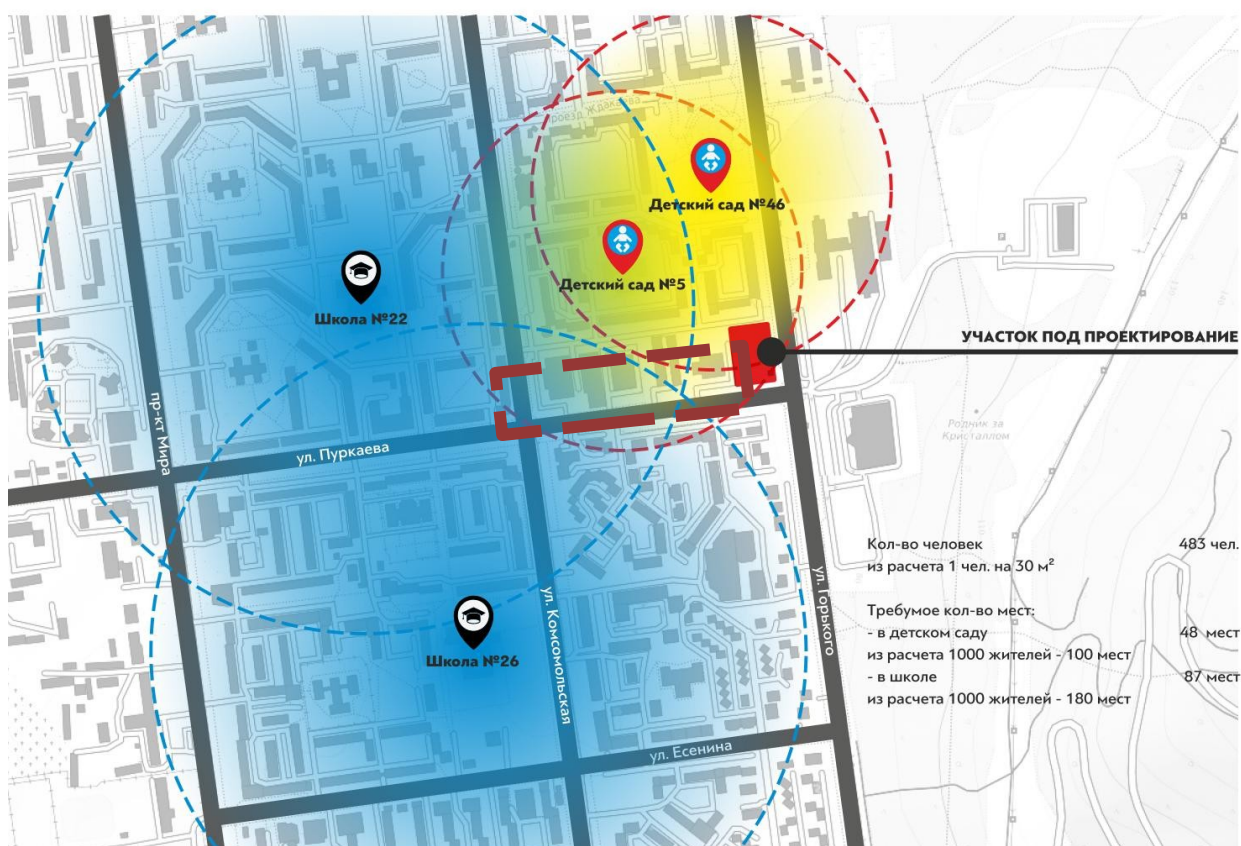 роезд Ждакаева
Детский сад №46
Детский сад №5
Школа №22
УЧАСТОК ПОД ПРОЕКТИРОВАНИЕ
пр-кт Мира
ул. Пуркаева
Родник за
Кристаллом
Кол-во человек 483 чел.
из расчета 1 чел. на 30 м²
Требумое кол-во мест:
- в детском саду 48 мест
из расчета 1000 жителей - 100 мест
- в школе 87 мест
из расчета 1000 жителей - 180 мест
ул. Горького
ул. Комсомольская
Школа №26
ул. Есенина